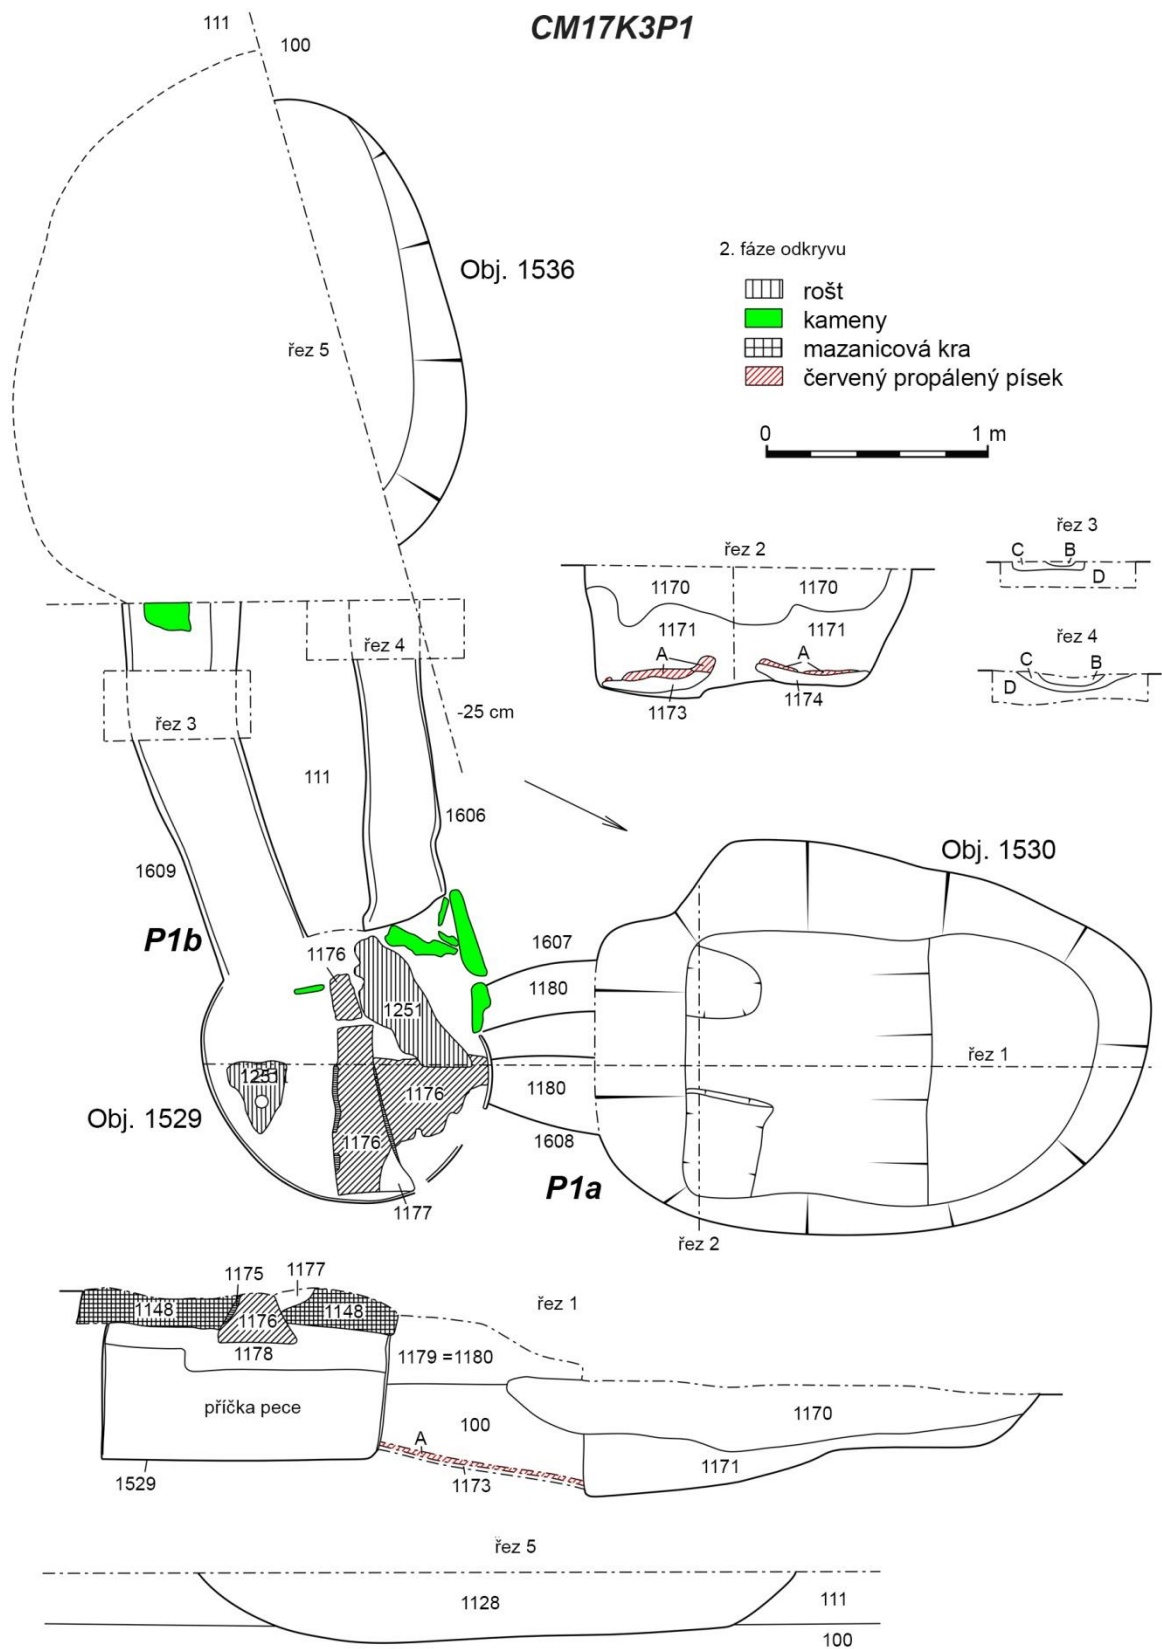 CM17K3P1
111
100
Obj. 1536
2. fáze odkryvu
rošt
kameny
mazanicová kra
červený propálený písek
0
1 m
řez 5
řez 2
1170
1170
1171
1171
A
A
1173
1174
řez 3
C
B
D
řez 4
C
B
D
řez 4
řez 3
-25 cm
111
1606
1609
P1b
Obj. 1530
1607
1176
1180
1251
řez 1
1176
1180
Obj. 1529
1176
1608
P1a
1177
řez 2
1175
1177
řez 1
1148
1176
1148
1178
1179 =1180
příčka pece
100
1170
A
1171
1529
1173
řez 5
1128
111
100